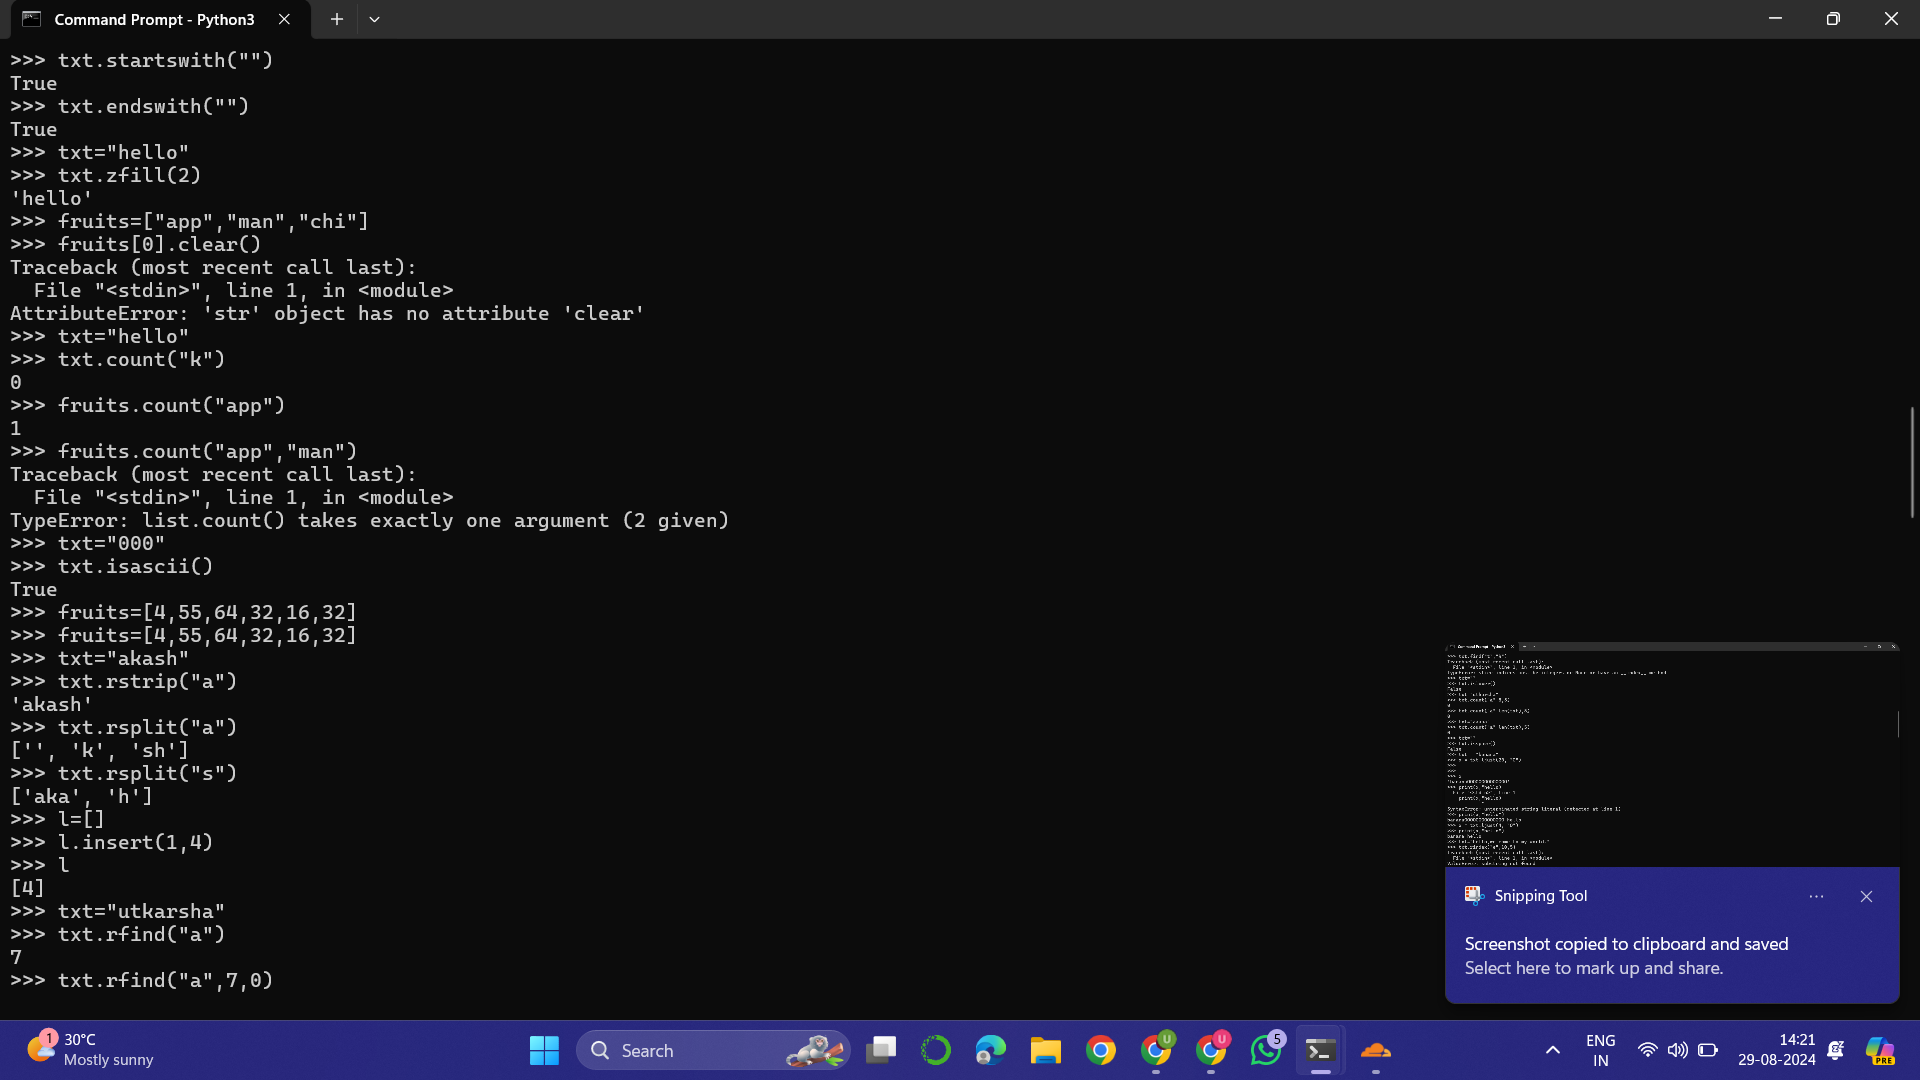 Command Prompt - Python3
>>> txt.startswith("")
True
>>> txt.endswith("")
True
>>> txt="hello"
>>> txt.zfill(2)
'hello'
>>> fruits=["app","man","chi"]
>>> fruits[0].clear()
Traceback (most recent call last):
  File "<stdin>", line 1, in <module>
AttributeError: 'str' object has no attribute 'clear'
>>> txt="hello"
>>> txt.count("k")
0
>>> fruits.count("app")
1
>>> fruits.count("app","man")
Traceback (most recent call last):
  File "<stdin>", line 1, in <module>
TypeError: list.count() takes exactly one argument (2 given)
>>> txt="000"
>>> txt.isascii()
True
>>> fruits=[4,55,64,32,16,32]
>>> fruits=[4,55,64,32,16,32]
>>> txt="akash"
>>> txt.rstrip("a")
'akash'
>>> txt.rsplit("a")
['', 'k', 'sh']
>>> txt.rsplit("s")
['aka', 'h']
>>> l=[]
>>> l.insert(1,4)
>>> l
[4]
>>> txt="utkarsha"
>>> txt.rfind("a")
7
>>> txt.rfind("a",7,0)
Snipping Tool
Screenshot copied to clipboard and saved
Select here to mark up and share.
1
30°C
Mostly sunny
Search
U
U
5
ENG
IN
14:21
29-08-2024
PRE